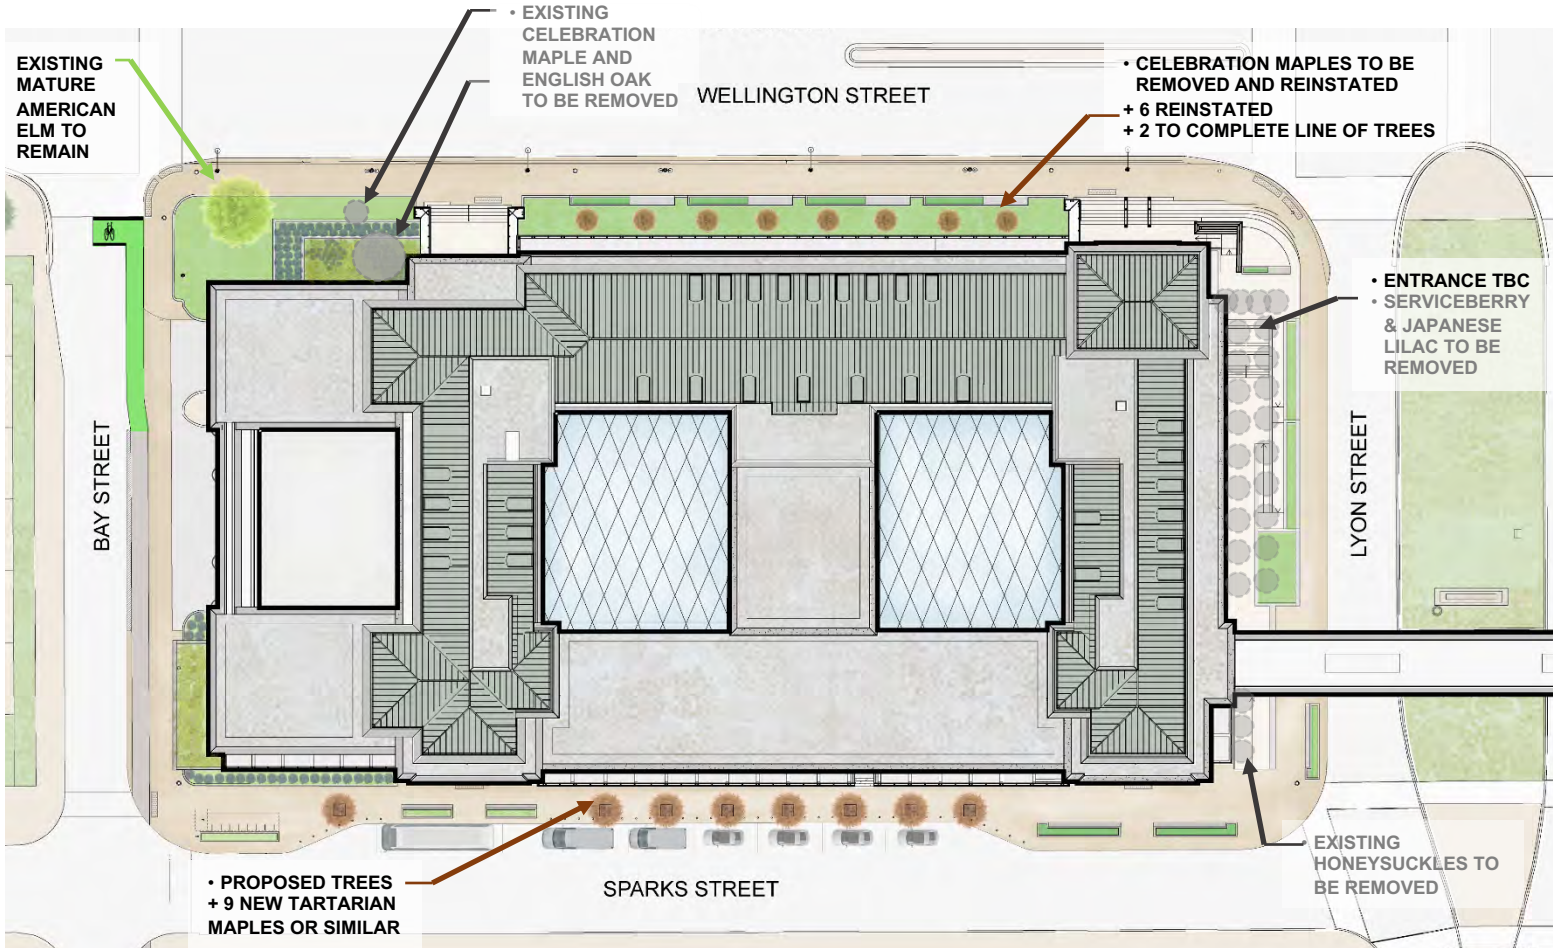 • EXISTING
CELEBRATION
MAPLE AND
ENGLISH OAK
TO BE REMOVED
EXISTING
MATURE
AMERICAN
ELM TO
REMAIN
WELLINGTON STREET
• CELEBRATION MAPLES TO BE
REMOVED AND REINSTATED
+ 6 REINSTATED
+ 2 TO COMPLETE LINE OF TREES
• ENTRANCE TBC
• SERVICEBERRY
& JAPANESE
LILAC TO BE
REMOVED
BAY STREET
LYON STREET
• PROPOSED TREES
+ 9 NEW TARTARIAN
MAPLES OR SIMILAR
SPARKS STREET
• EXISTING
HONEYSUCKLES TO
BE REMOVED